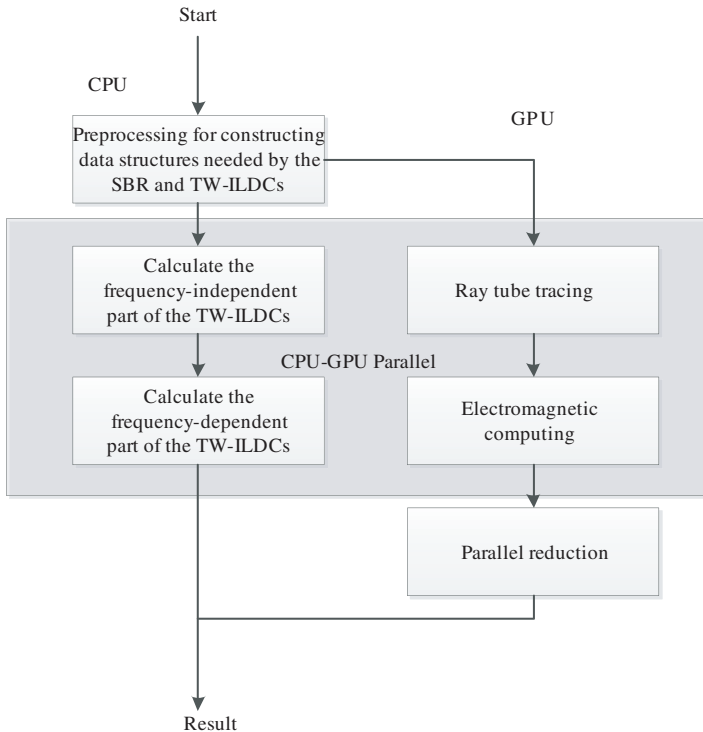 Start
CPU
GPU
Preprocessing for constructing
data structures needed by the
SBR and TW-ILDCs
Calculate the
frequency-independent
part of the TW-ILDCs
Ray tube tracing
CPU-GPU Parallel
Calculate the
frequency-dependent
part of the TW-ILDCs
Electromagnetic
computing
Parallel reduction
Result